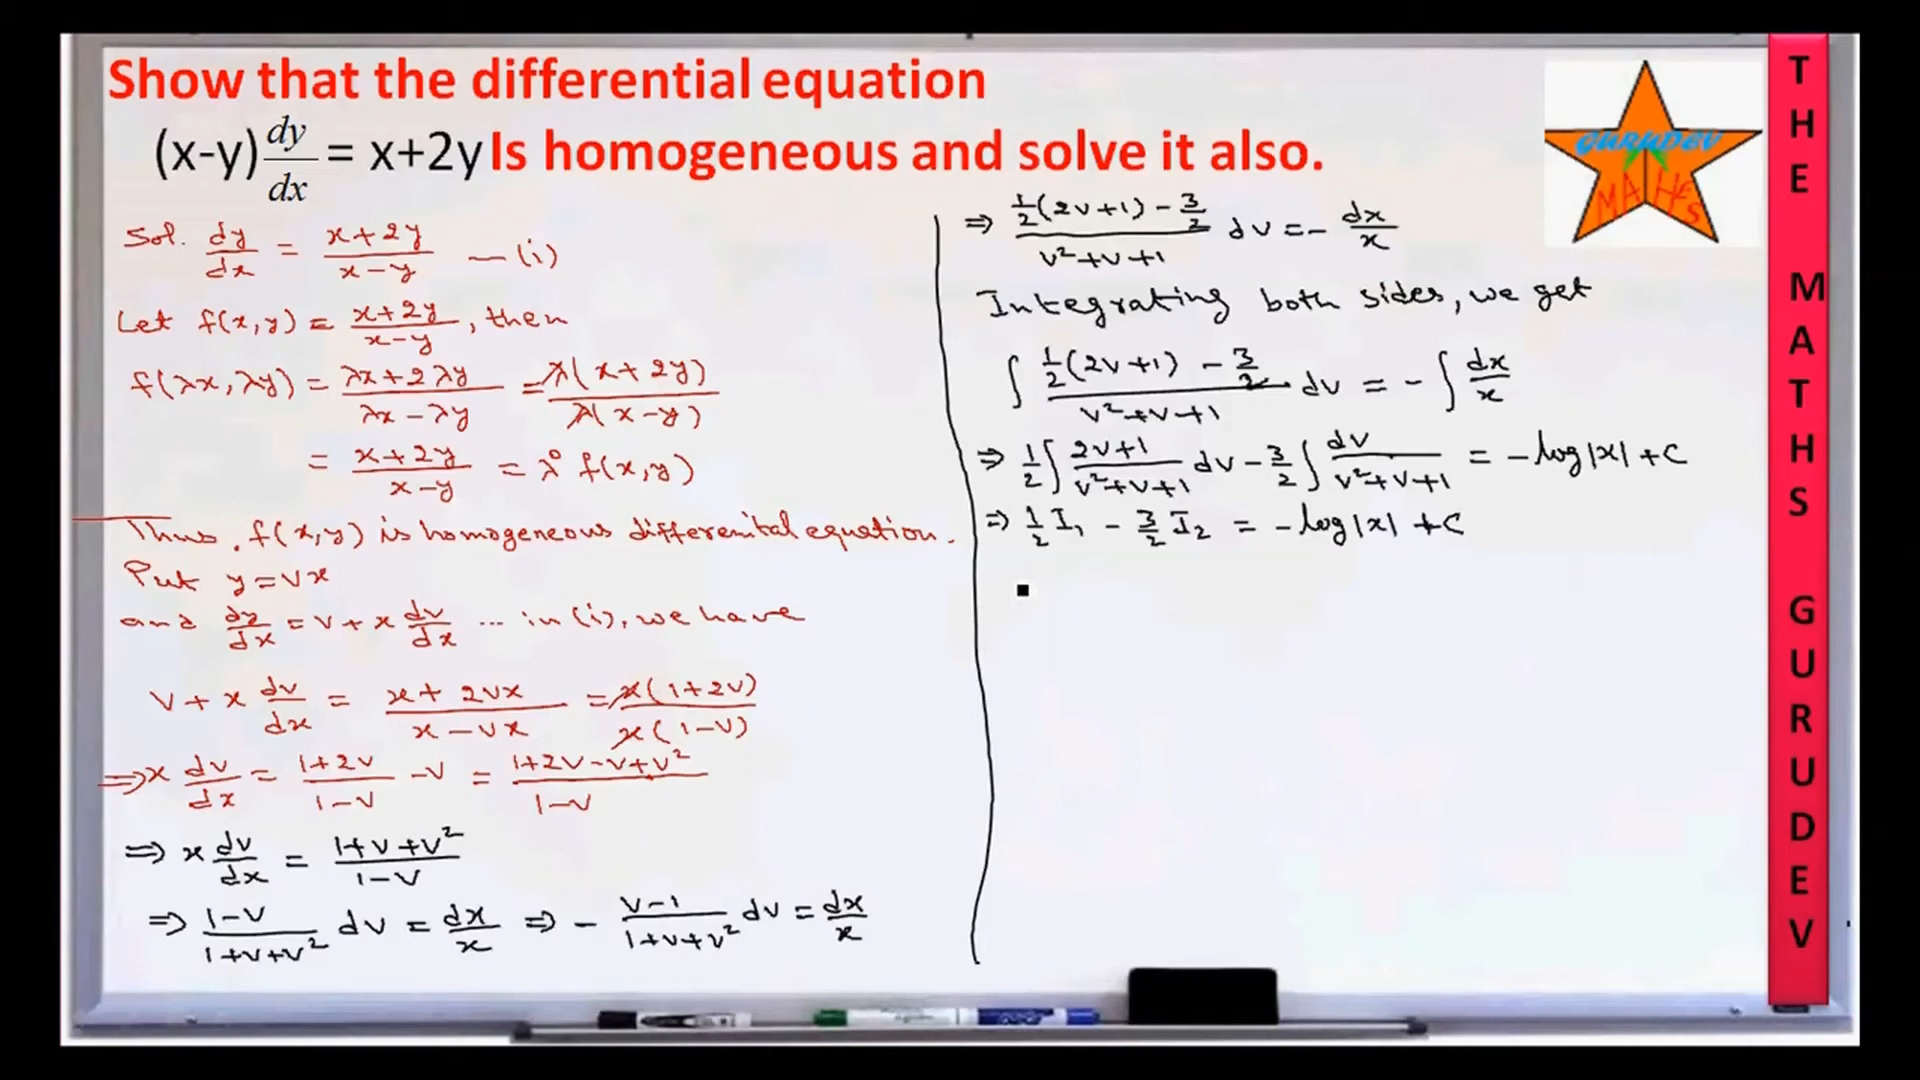 Show that the differential equation
(x-y) dy/dx = x+2y Is homogeneous and solve it also.
Sol. dy/dx = (x+2y)/(x-y) — (i)
Let f(x,y) = (x+2y)/(x-y), then
f(λx,λy) = (λx+2λy)/(λx-λy) = λ(x+2y)/λ(x-y)
= (x+2y)/(x-y) = λ⁰ f(x,y)
Thus, f(x,y) is homogeneous differenital equation.
Put y=vx
and dy/dx = v+x dv/dx ... in (i), we have
v+x dv/dx = (x+2vx)/(x-vx) = x(1+2v)/x(1-v)
⇒ x dv/dx = (1+2v)/(1-v) -v = (1+2v-v+v²)/(1-v)
⇒ x dv/dx = (1+v+v²)/(1-v)
⇒ (1-v)/(1+v+v²) dv = dx/x ⇒ - (v-1)/(1+v+v²) dv = dx/x
⇒ (½(2v+1) - 3/2)/(v²+v+1) dv = - dx/x
Integrating both sides, we get
∫ (½(2v+1) - 3/2)/(v²+v+1) dv = - ∫ dx/x
⇒ ½ ∫ (2v+1)/(v²+v+1) dv - 3/2 ∫ dv/(v²+v+1) = -log|x| + C
⇒ ½ I₁ - 3/2 I₂ = -log|x| + C
GURUDEV
MATHS
THE MATHS GURUDEV